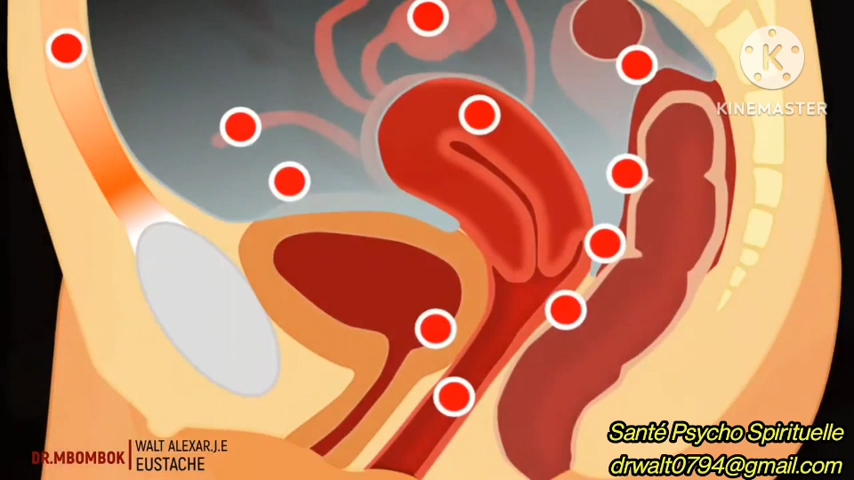 K
KINEMASTER
DR.MBOMBOK
WALT ALEXAR.J.E
EUSTACHE
Santé Psycho Spirituelle
drwalt0794@gmail.com